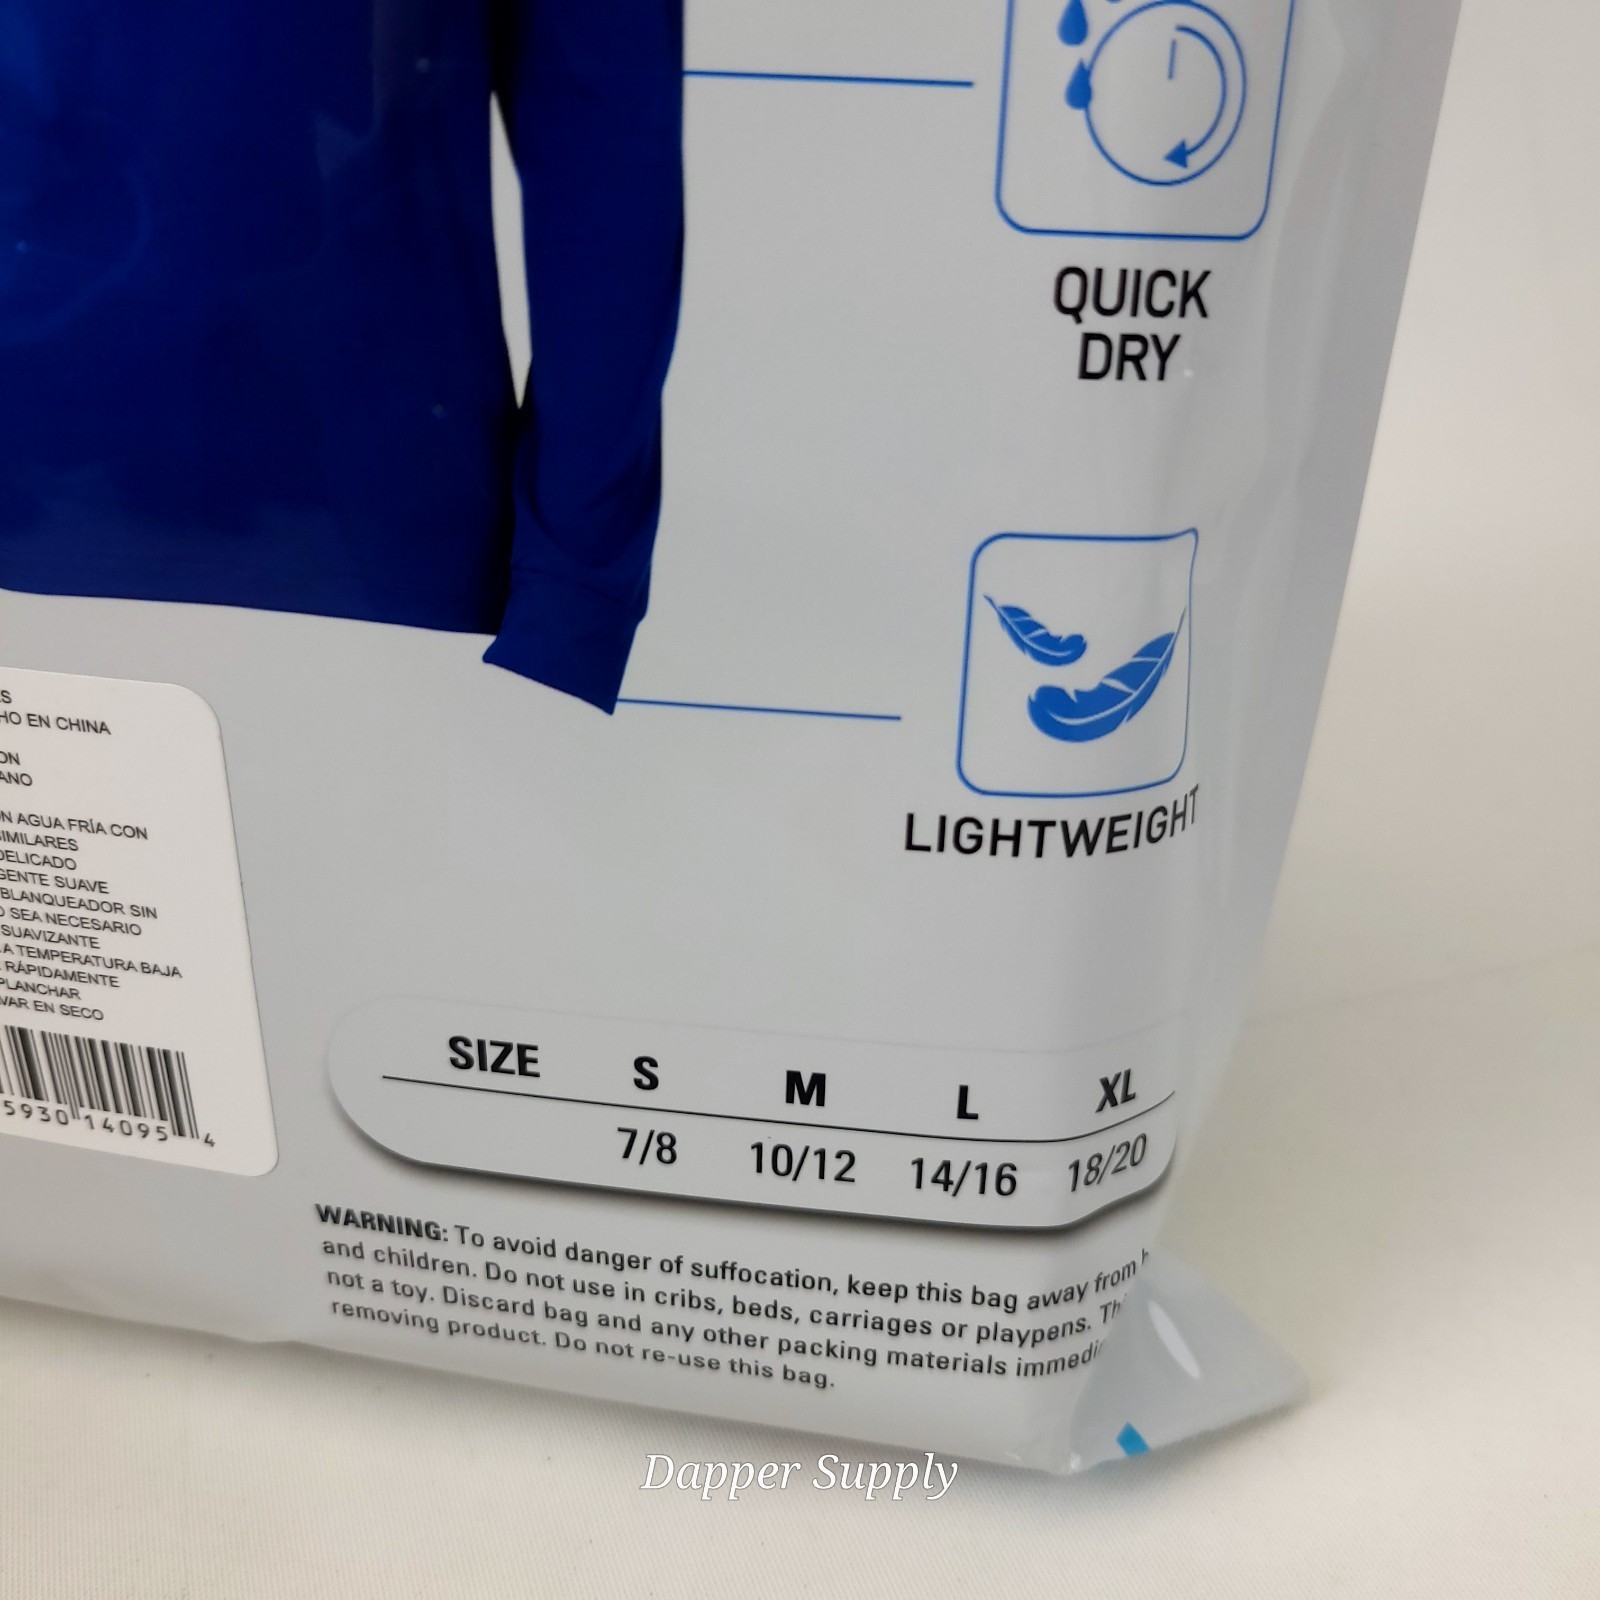 QUICK
DRY
LIGHTWEIGHT
HO EN CHINA
AGUA FRÍA CON
SIMILARES
DELICADO
SUAVE
BLANQUEADOR SIN
SEA NECESARIO
SUAVIZANTE
A TEMPERATURA BAJA
RÁPIDAMENTE
PLANCHAR
EN SECO
5930 14095 4
SIZE S M L XL
7/8 10/12 14/16 18/20
WARNING: To avoid danger of suffocation, keep this bag away from
and children. Do not use in cribs, beds, carriages or playpens.
not a toy. Discard bag and any other packing materials
removing product. Do not re-use this bag.
Dapper Supply